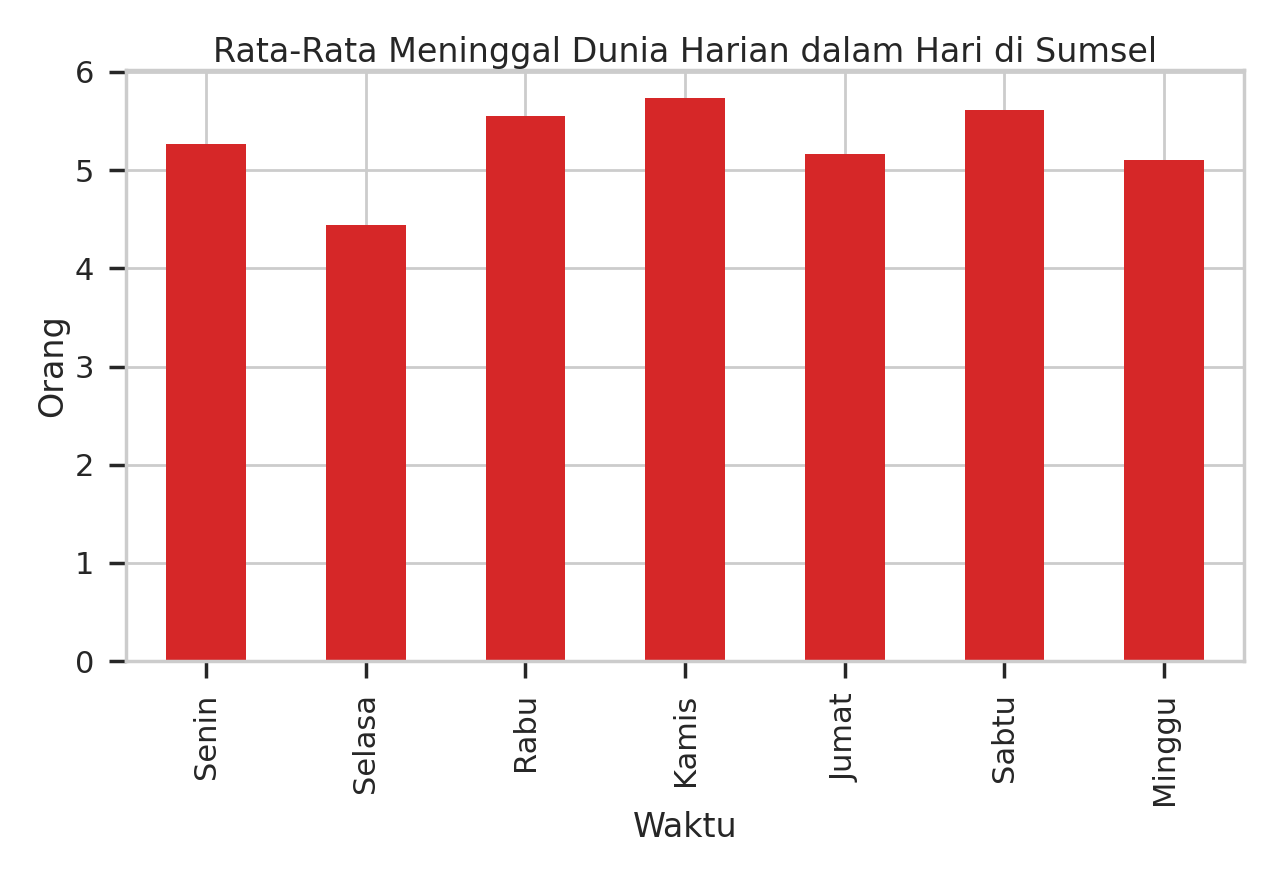 Rata-Rata Meninggal Dunia Harian dalam Hari di Sumsel
6
5
4
3
2
1
0
Orang
Senin
Selasa
Rabu
Kamis
Jumat
Sabtu
Minggu
Waktu